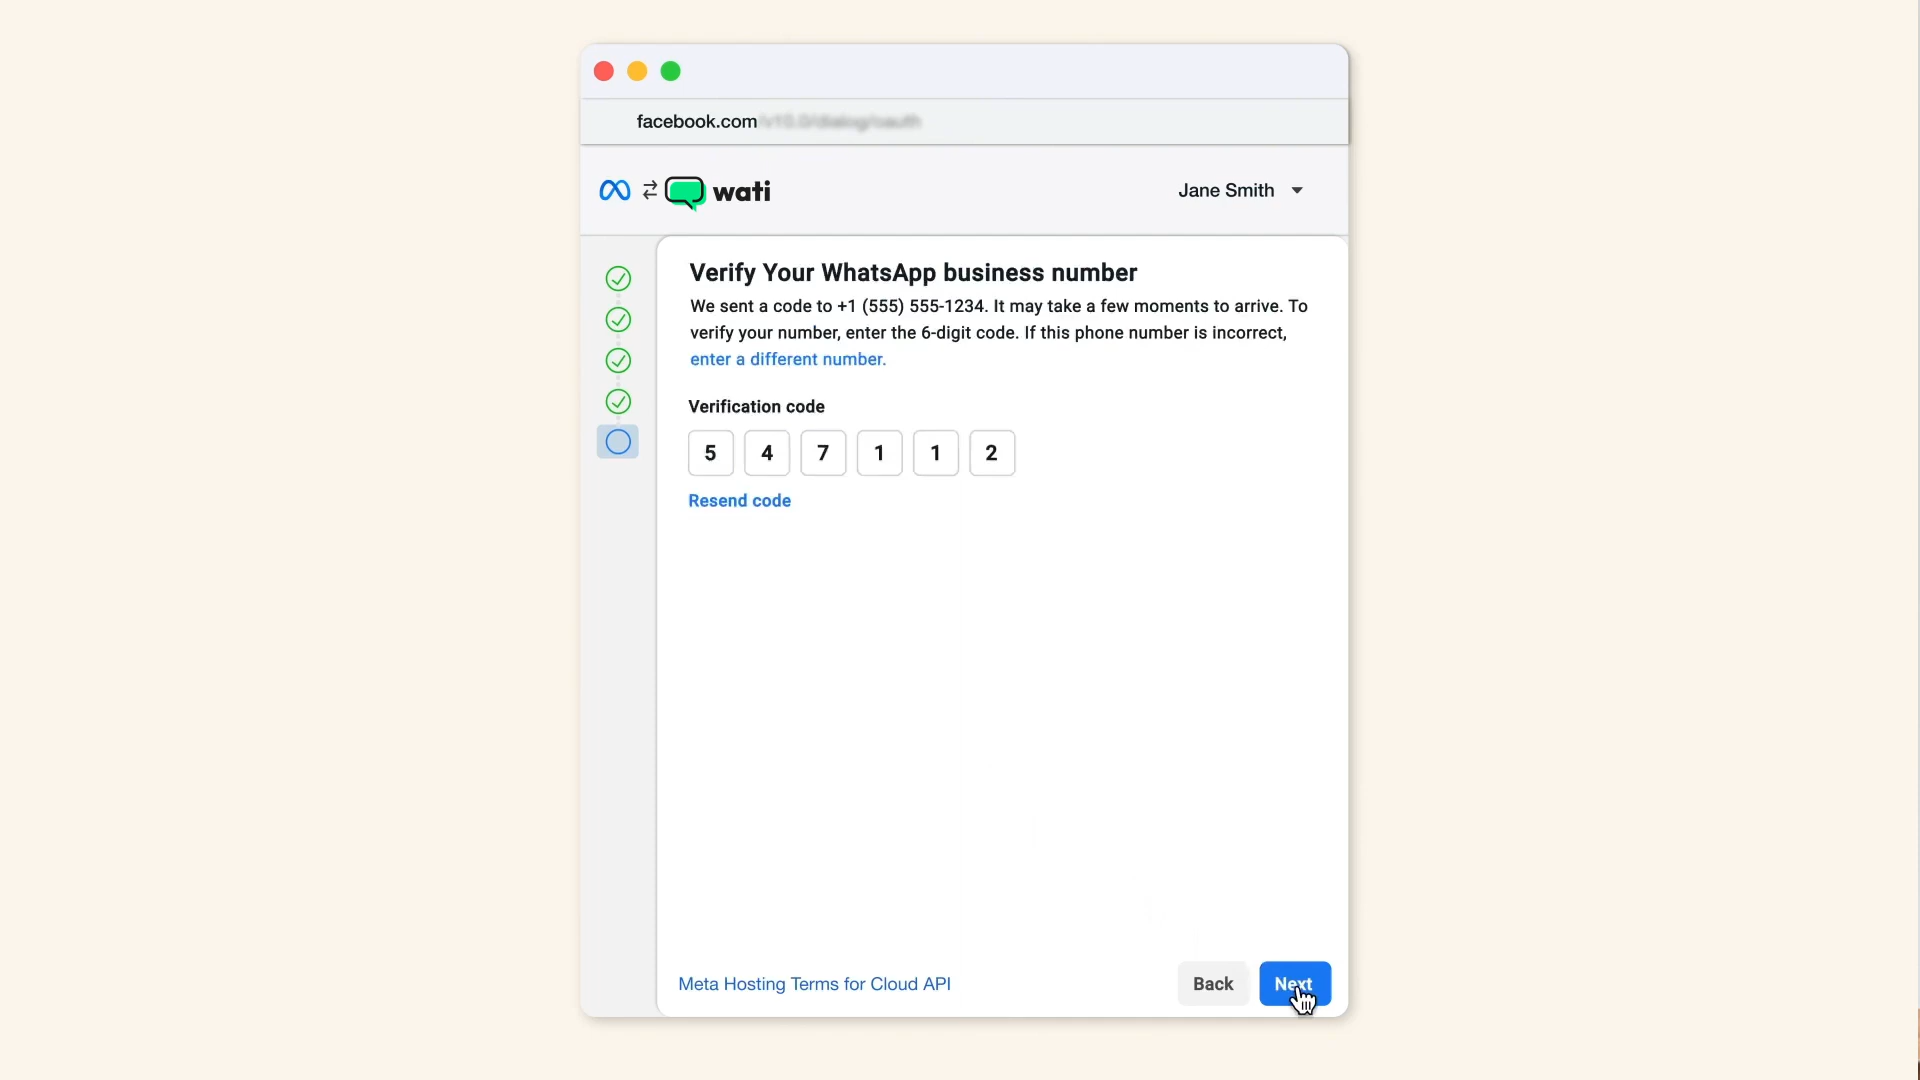 facebook.com
wati
Jane Smith
Verify Your WhatsApp business number
We sent a code to +1 (555) 555-1234. It may take a few moments to arrive. To
verify your number, enter the 6-digit code. If this phone number is incorrect,
enter a different number.
Verification code
5 4 7 1 1 2
Resend code
Meta Hosting Terms for Cloud API
Back
Next